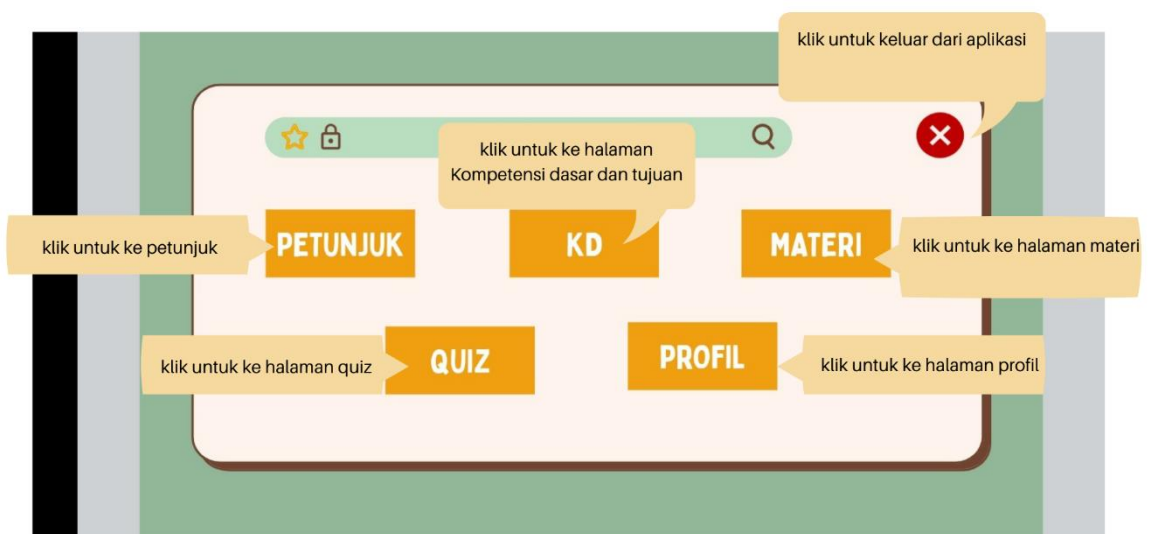 klik untuk keluar dari aplikasi
klik untuk ke halaman
Kompetensi dasar dan tujuan
PETUNJUK
KD
MATERI
klik untuk ke petunjuk
klik untuk ke halaman materi
QUIZ
PROFIL
klik untuk ke halaman quiz
klik untuk ke halaman profil